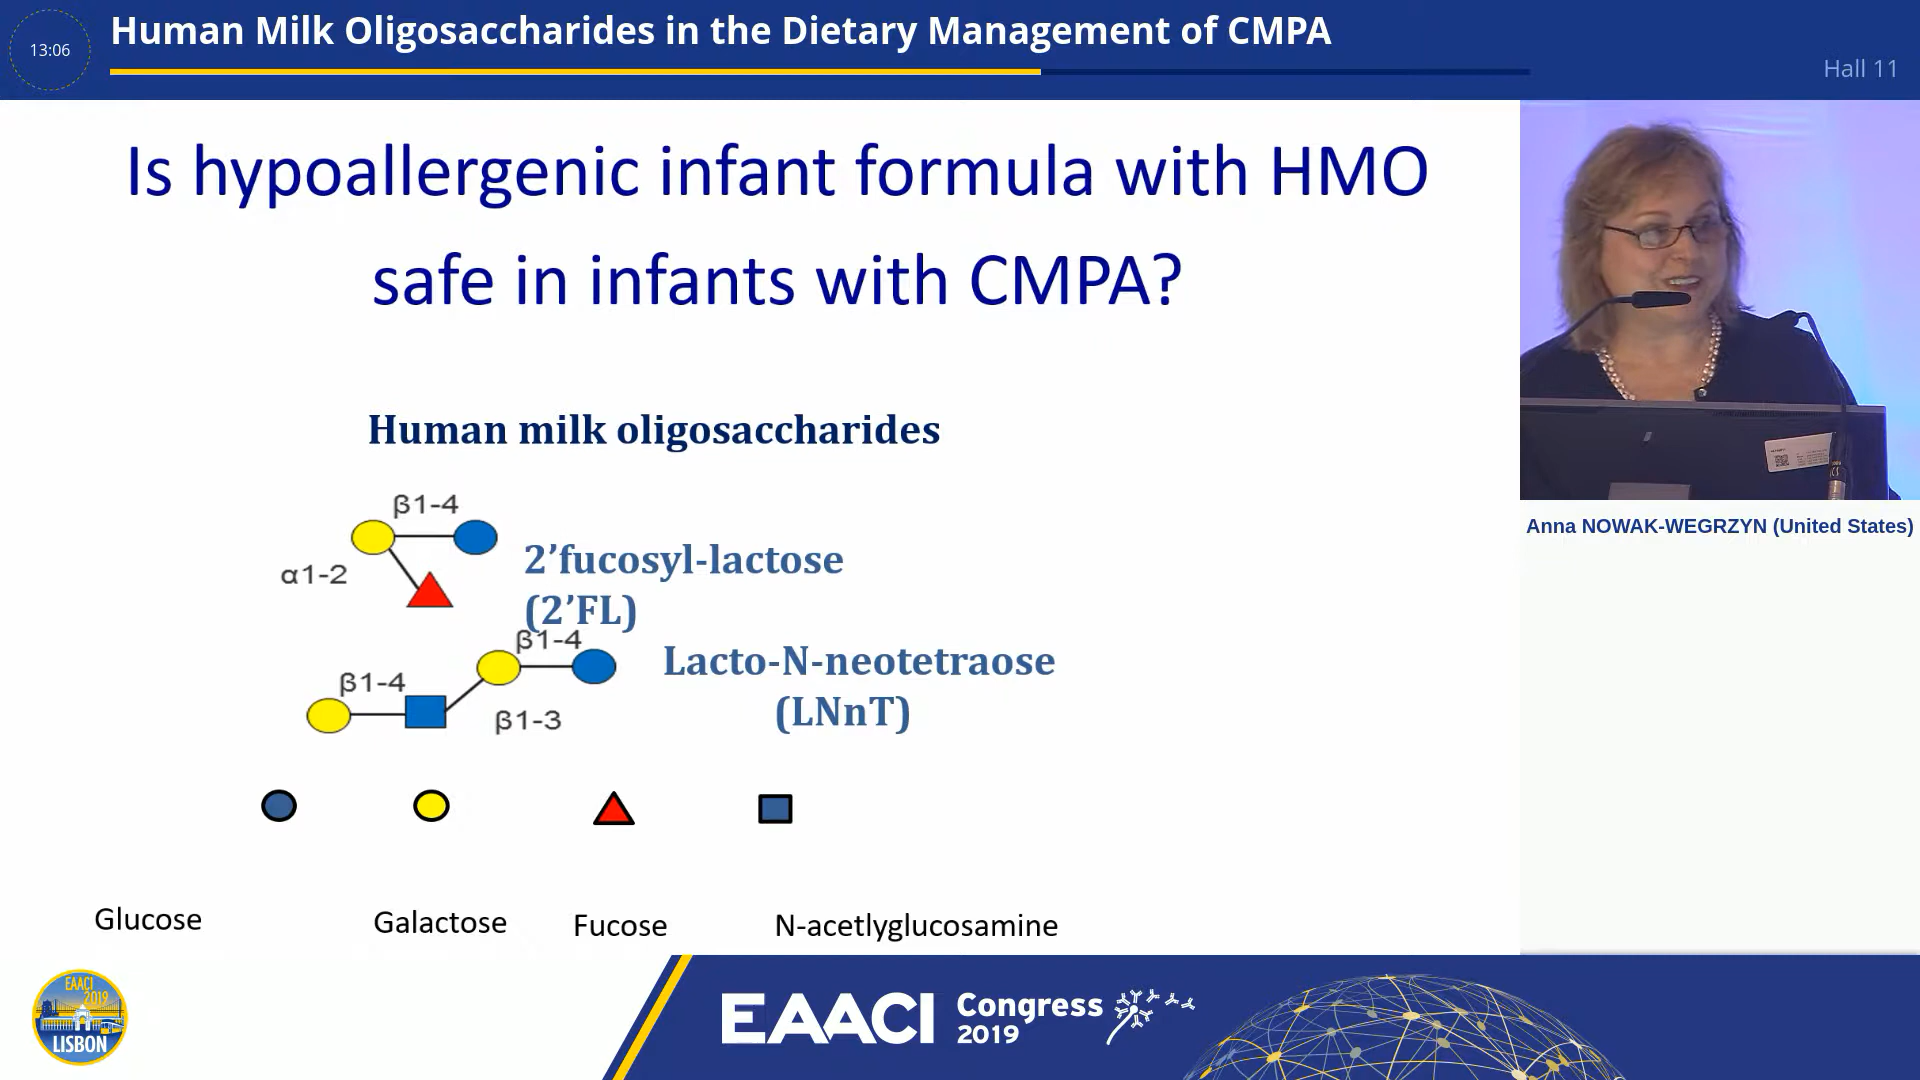 13:06
Human Milk Oligosaccharides in the Dietary Management of CMPA
Hall 11
Is hypoallergenic infant formula with HMO
safe in infants with CMPA?
Anna NOWAK-WEGRZYN (United States)
Human milk oligosaccharides
β1-4
α1-2
2’fucosyl-lactose
(2’FL)
β1-4
β1-4
β1-3
Lacto-N-neotetraose
(LNnT)
Glucose
Galactose
Fucose
N-acetlyglucosamine
EAACI
2019
LISBON
EAACI
Congress
2019